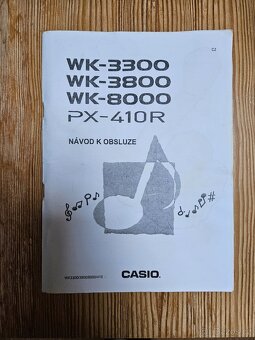 CZ
WK-3300
WK-3800
WK-8000
PX-410R
NÁVOD K OBSLUZE
CASIO.